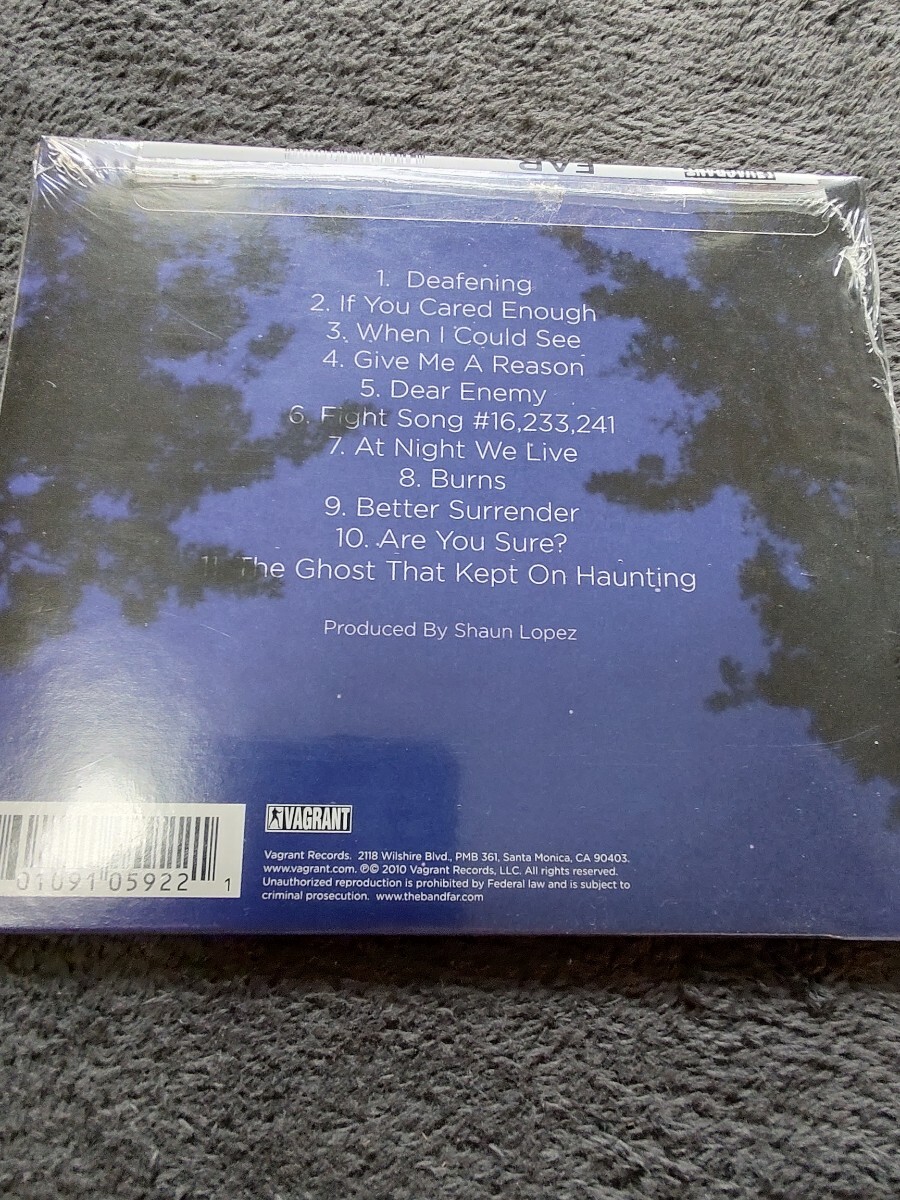 FAR
VAGRANT
1. Deafening
2. If You Cared Enough
3. When I Could See
4. Give Me A Reason
5. Dear Enemy
6. Fight Song #16,233,241
7. At Night We Live
8. Burns
9. Better Surrender
10. Are You Sure?
11. The Ghost That Kept On Haunting
Produced By Shaun Lopez
VAGRANT
01091 05922 1
Vagrant Records. 2118 Wilshire Blvd., PMB 361, Santa Monica, CA 90403.
www.vagrant.com. ℗© 2010 Vagrant Records, LLC. All rights reserved.
Unauthorized reproduction is prohibited by Federal law and is subject to
criminal prosecution. www.thebandfar.com